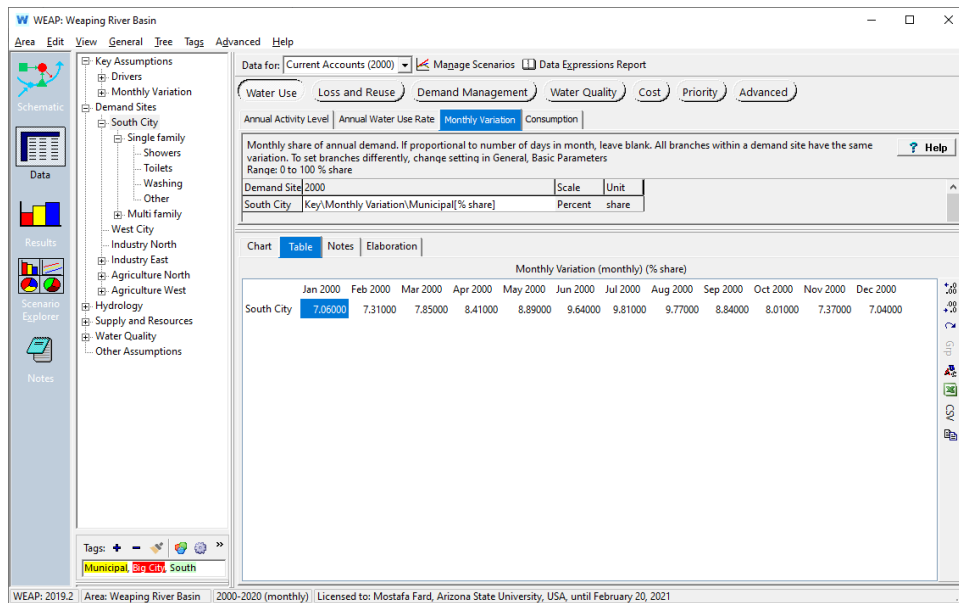 W WEAP: Weaping River Basin
Area Edit View General Tree Tags Advanced Help
Schematic
Data
Results
Scenario
Explorer
Notes
Key Assumptions
Drivers
Monthly Variation
Demand Sites
South City
Single family
Showers
Toilets
Washing
Other
Multi family
West City
Industry North
Industry East
Agriculture North
Agriculture West
Hydrology
Supply and Resources
Water Quality
Other Assumptions
Tags: + − »
Municipal, Big City, South
Data for: Current Accounts (2000) Manage Scenarios Data Expressions Report
Water Use Loss and Reuse Demand Management Water Quality Cost Priority Advanced
Annual Activity Level Annual Water Use Rate Monthly Variation Consumption
Monthly share of annual demand. If proportional to number of days in month, leave blank. All branches within a demand site have the same
variation. To set branches differently, change setting in General, Basic Parameters
Range: 0 to 100 % share
? Help
Demand Site 2000 Scale Unit
South City Key\Monthly Variation\Municipal[% share] Percent share
Chart Table Notes Elaboration
Monthly Variation (monthly) (% share)
Jan 2000 Feb 2000 Mar 2000 Apr 2000 May 2000 Jun 2000 Jul 2000 Aug 2000 Sep 2000 Oct 2000 Nov 2000 Dec 2000
South City 7.06000 7.31000 7.85000 8.41000 8.89000 9.64000 9.81000 9.77000 8.84000 8.01000 7.37000 7.04000
Grp
CSV
WEAP: 2019.2 Area: Weaping River Basin 2000-2020 (monthly) Licensed to: Mostafa Fard, Arizona State University, USA, until February 20, 2021